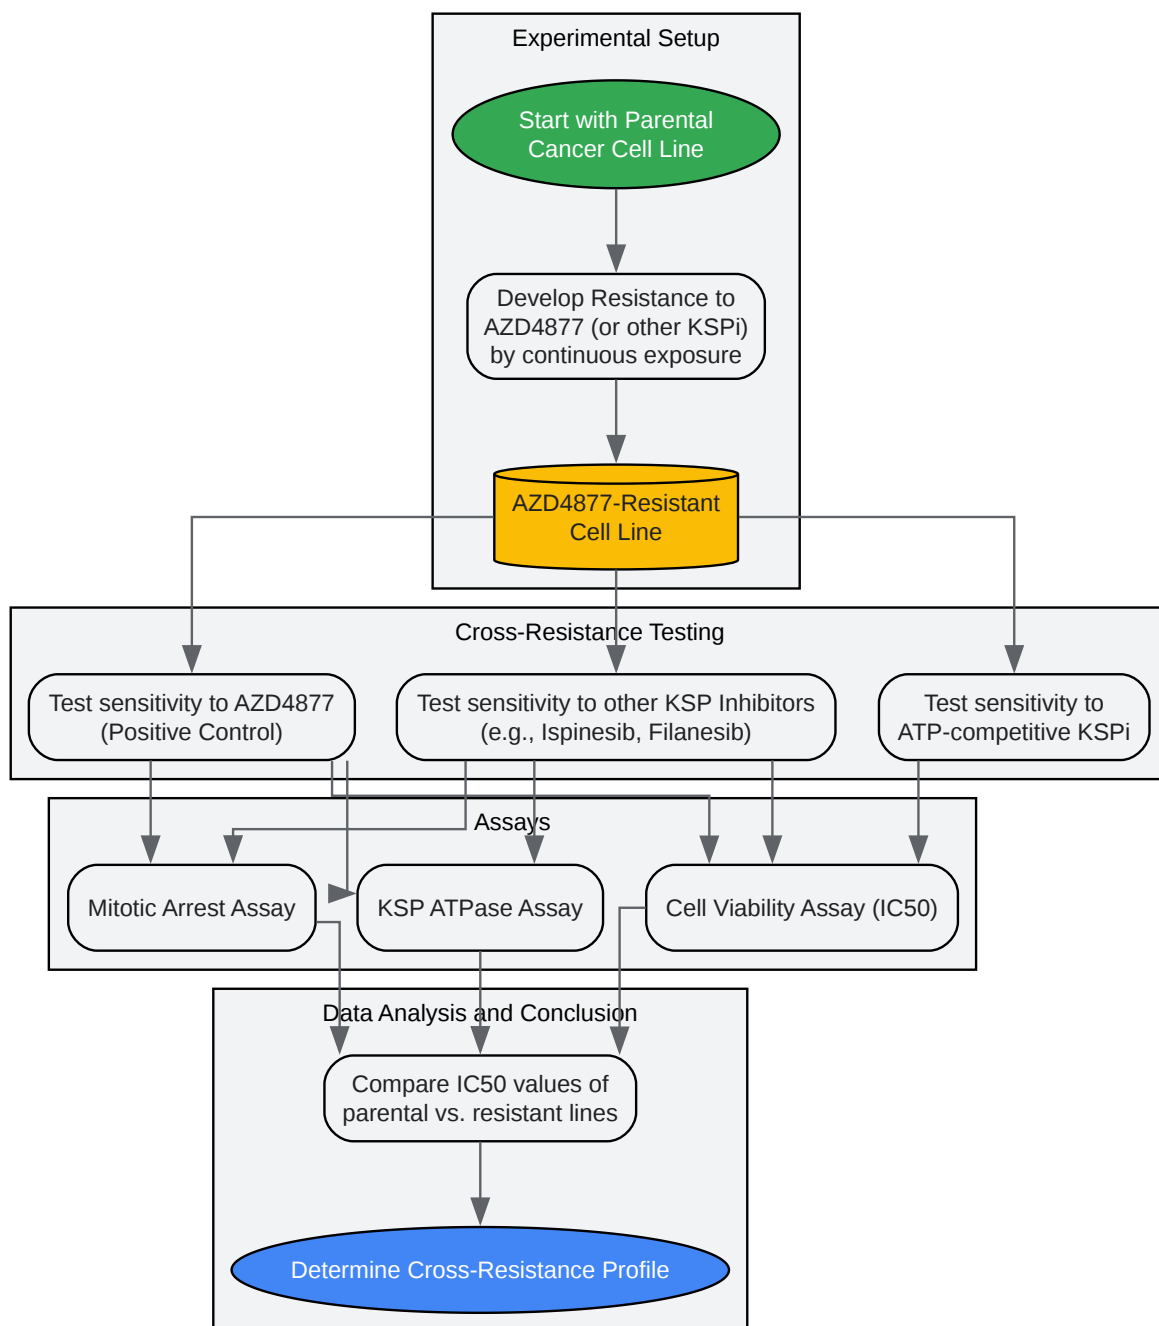 Experimental Setup
Start with Parental
Cancer Cell Line
Develop Resistance to
AZD4877 (or other KSPi)
by continuous exposure
AZD4877-Resistant
Cell Line
Cross-Resistance Testing
Test sensitivity to AZD4877
(Positive Control)
Test sensitivity to other KSP Inhibitors
(e.g., Ispinesib, Filanesib)
Test sensitivity to
ATP-competitive KSPi
Assays
Mitotic Arrest Assay
KSP ATPase Assay
Cell Viability Assay (IC50)
Data Analysis and Conclusion
Compare IC50 values of
parental vs. resistant lines
Determine Cross-Resistance Profile